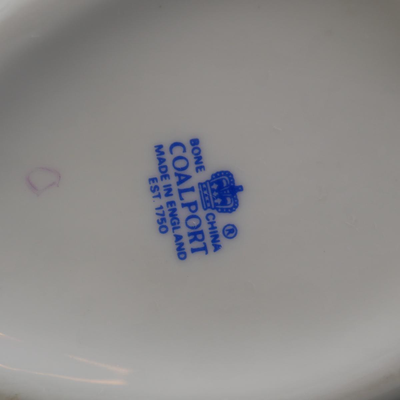 BONE CHINA
COALPORT ®
MADE IN ENGLAND
EST. 1750